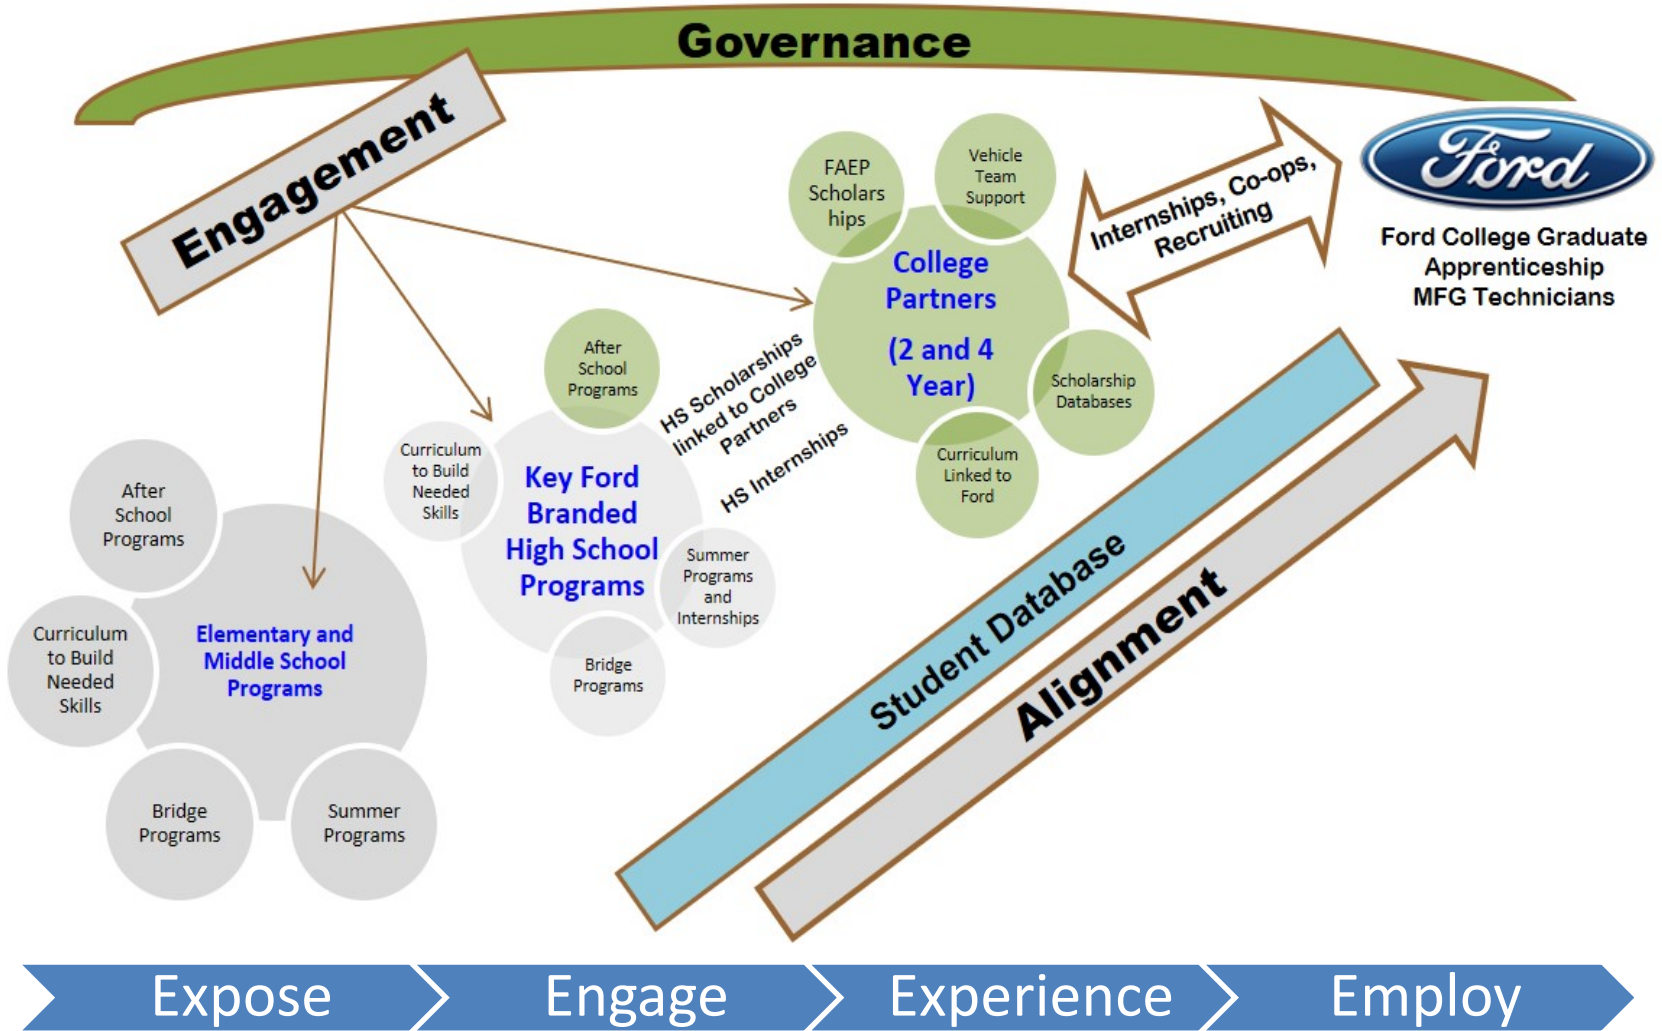 Governance
Engagement
FAEP
Scholars
hips
Vehicle
Team
Support
College
Partners
(2 and 4
Year)
Scholarship
Databases
Curriculum
Linked to
Ford
Internships, Co-ops,
Recruiting
Ford
Ford College Graduate
Apprenticeship
MFG Technicians
HS Scholarships
linked to College
Partners
HS Internships
After
School
Programs
Curriculum
to Build
Needed
Skills
Key Ford
Branded
High School
Programs
Summer
Programs
and
Internships
Bridge
Programs
After
School
Programs
Curriculum
to Build
Needed
Skills
Elementary and
Middle School
Programs
Bridge
Programs
Summer
Programs
Student Database
Alignment
Expose
Engage
Experience
Employ